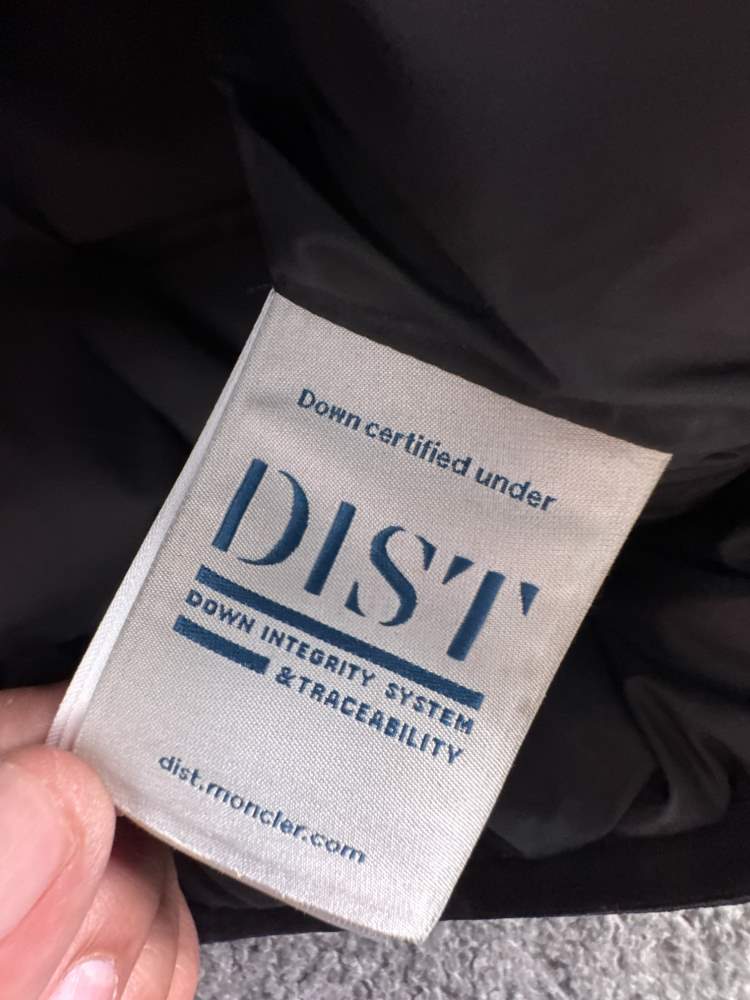 Down certified under
DIST
DOWN INTEGRITY SYSTEM
& TRACEABILITY
dist.moncler.com